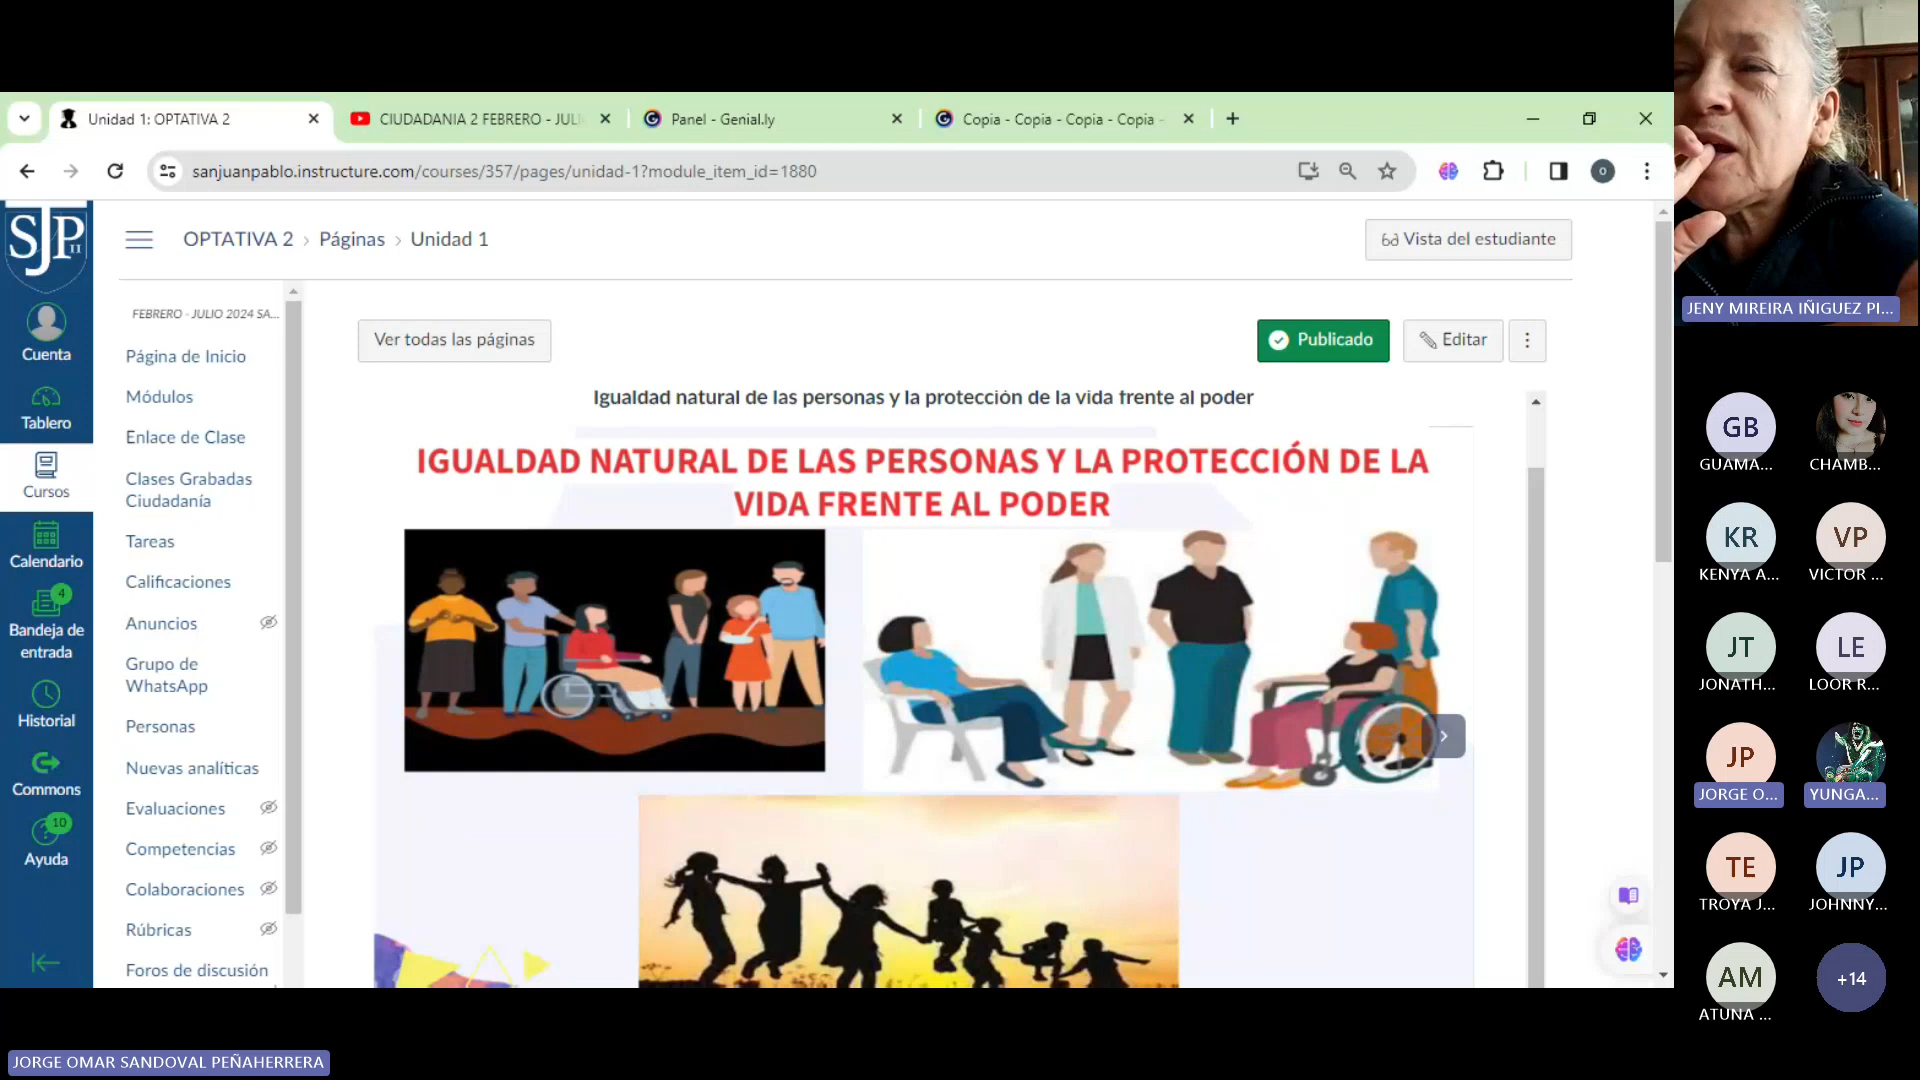 Unidad 1: OPTATIVA 2
CIUDADANIA 2 FEBRERO - JUL
Panel - Genial.ly
Copia - Copia - Copia - Copia -
sanjuanpablo.instructure.com/courses/357/pages/unidad-1?module_item_id=1880
O
SJP II
OPTATIVA 2 › Páginas › Unidad 1
Vista del estudiante
Cuenta
Tablero
Cursos
Calendario
4
Bandeja de
entrada
Historial
Commons
10
Ayuda
FEBRERO - JULIO 2024 SA...
Página de Inicio
Módulos
Enlace de Clase
Clases Grabadas
Ciudadanía
Tareas
Calificaciones
Anuncios
Grupo de
WhatsApp
Personas
Nuevas analíticas
Evaluaciones
Competencias
Colaboraciones
Rúbricas
Foros de discusión
Ver todas las páginas
Publicado
Editar
Igualdad natural de las personas y la protección de la vida frente al poder
IGUALDAD NATURAL DE LAS PERSONAS Y LA PROTECCIÓN DE LA
VIDA FRENTE AL PODER
JENY MIREIRA IÑIGUEZ PI...
GB
GUAMA...
CHAMB...
KR
KENYA A...
VP
VICTOR ...
JT
JONATH...
LE
LOOR R...
JP
JORGE O...
YUNGA...
TE
TROYA J...
JP
JOHNNY...
AM
ATUNA ...
+14
JORGE OMAR SANDOVAL PEÑAHERRERA